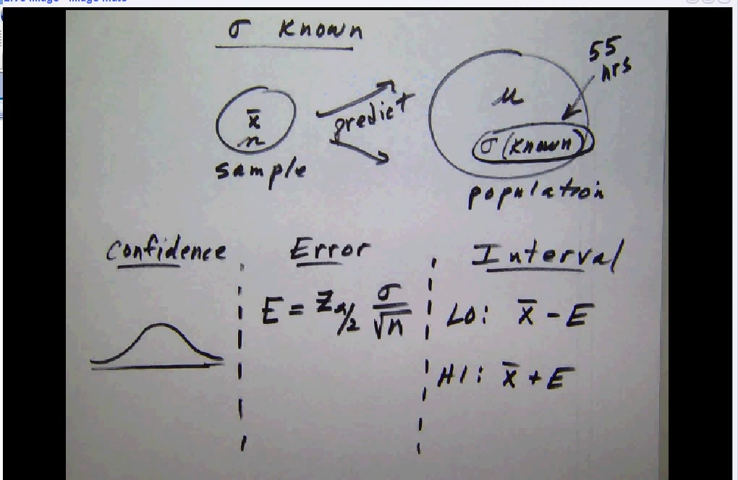 σ Known
55
hrs
x̄
n
sample
predict
μ
σ (known)
population
Confidence
Error
Interval
E = Zα/2 σ/√n
LO: x̄ - E
HI: x̄ + E